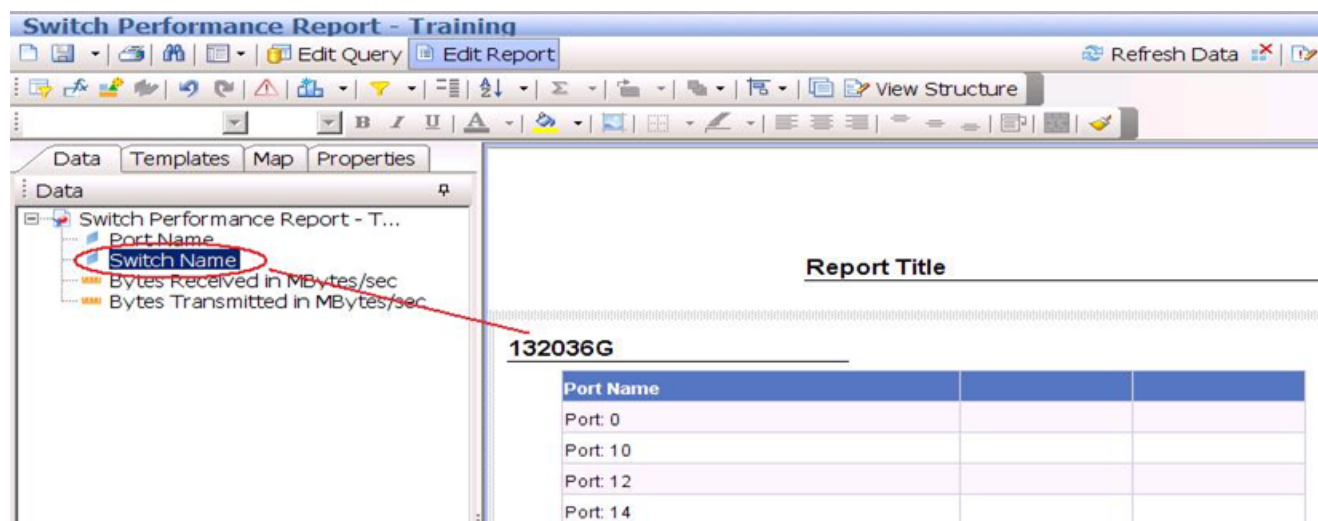 Switch Performance Report - Training
Edit Query Edit Report Refresh Data
View Structure
B I U A
Data Templates Map Properties
Data
Switch Performance Report - T...
Port Name
Switch Name
Bytes Received in MBytes/sec
Bytes Transmitted in MBytes/sec
Report Title
132036G
Port Name
Port: 0
Port: 10
Port: 12
Port: 14